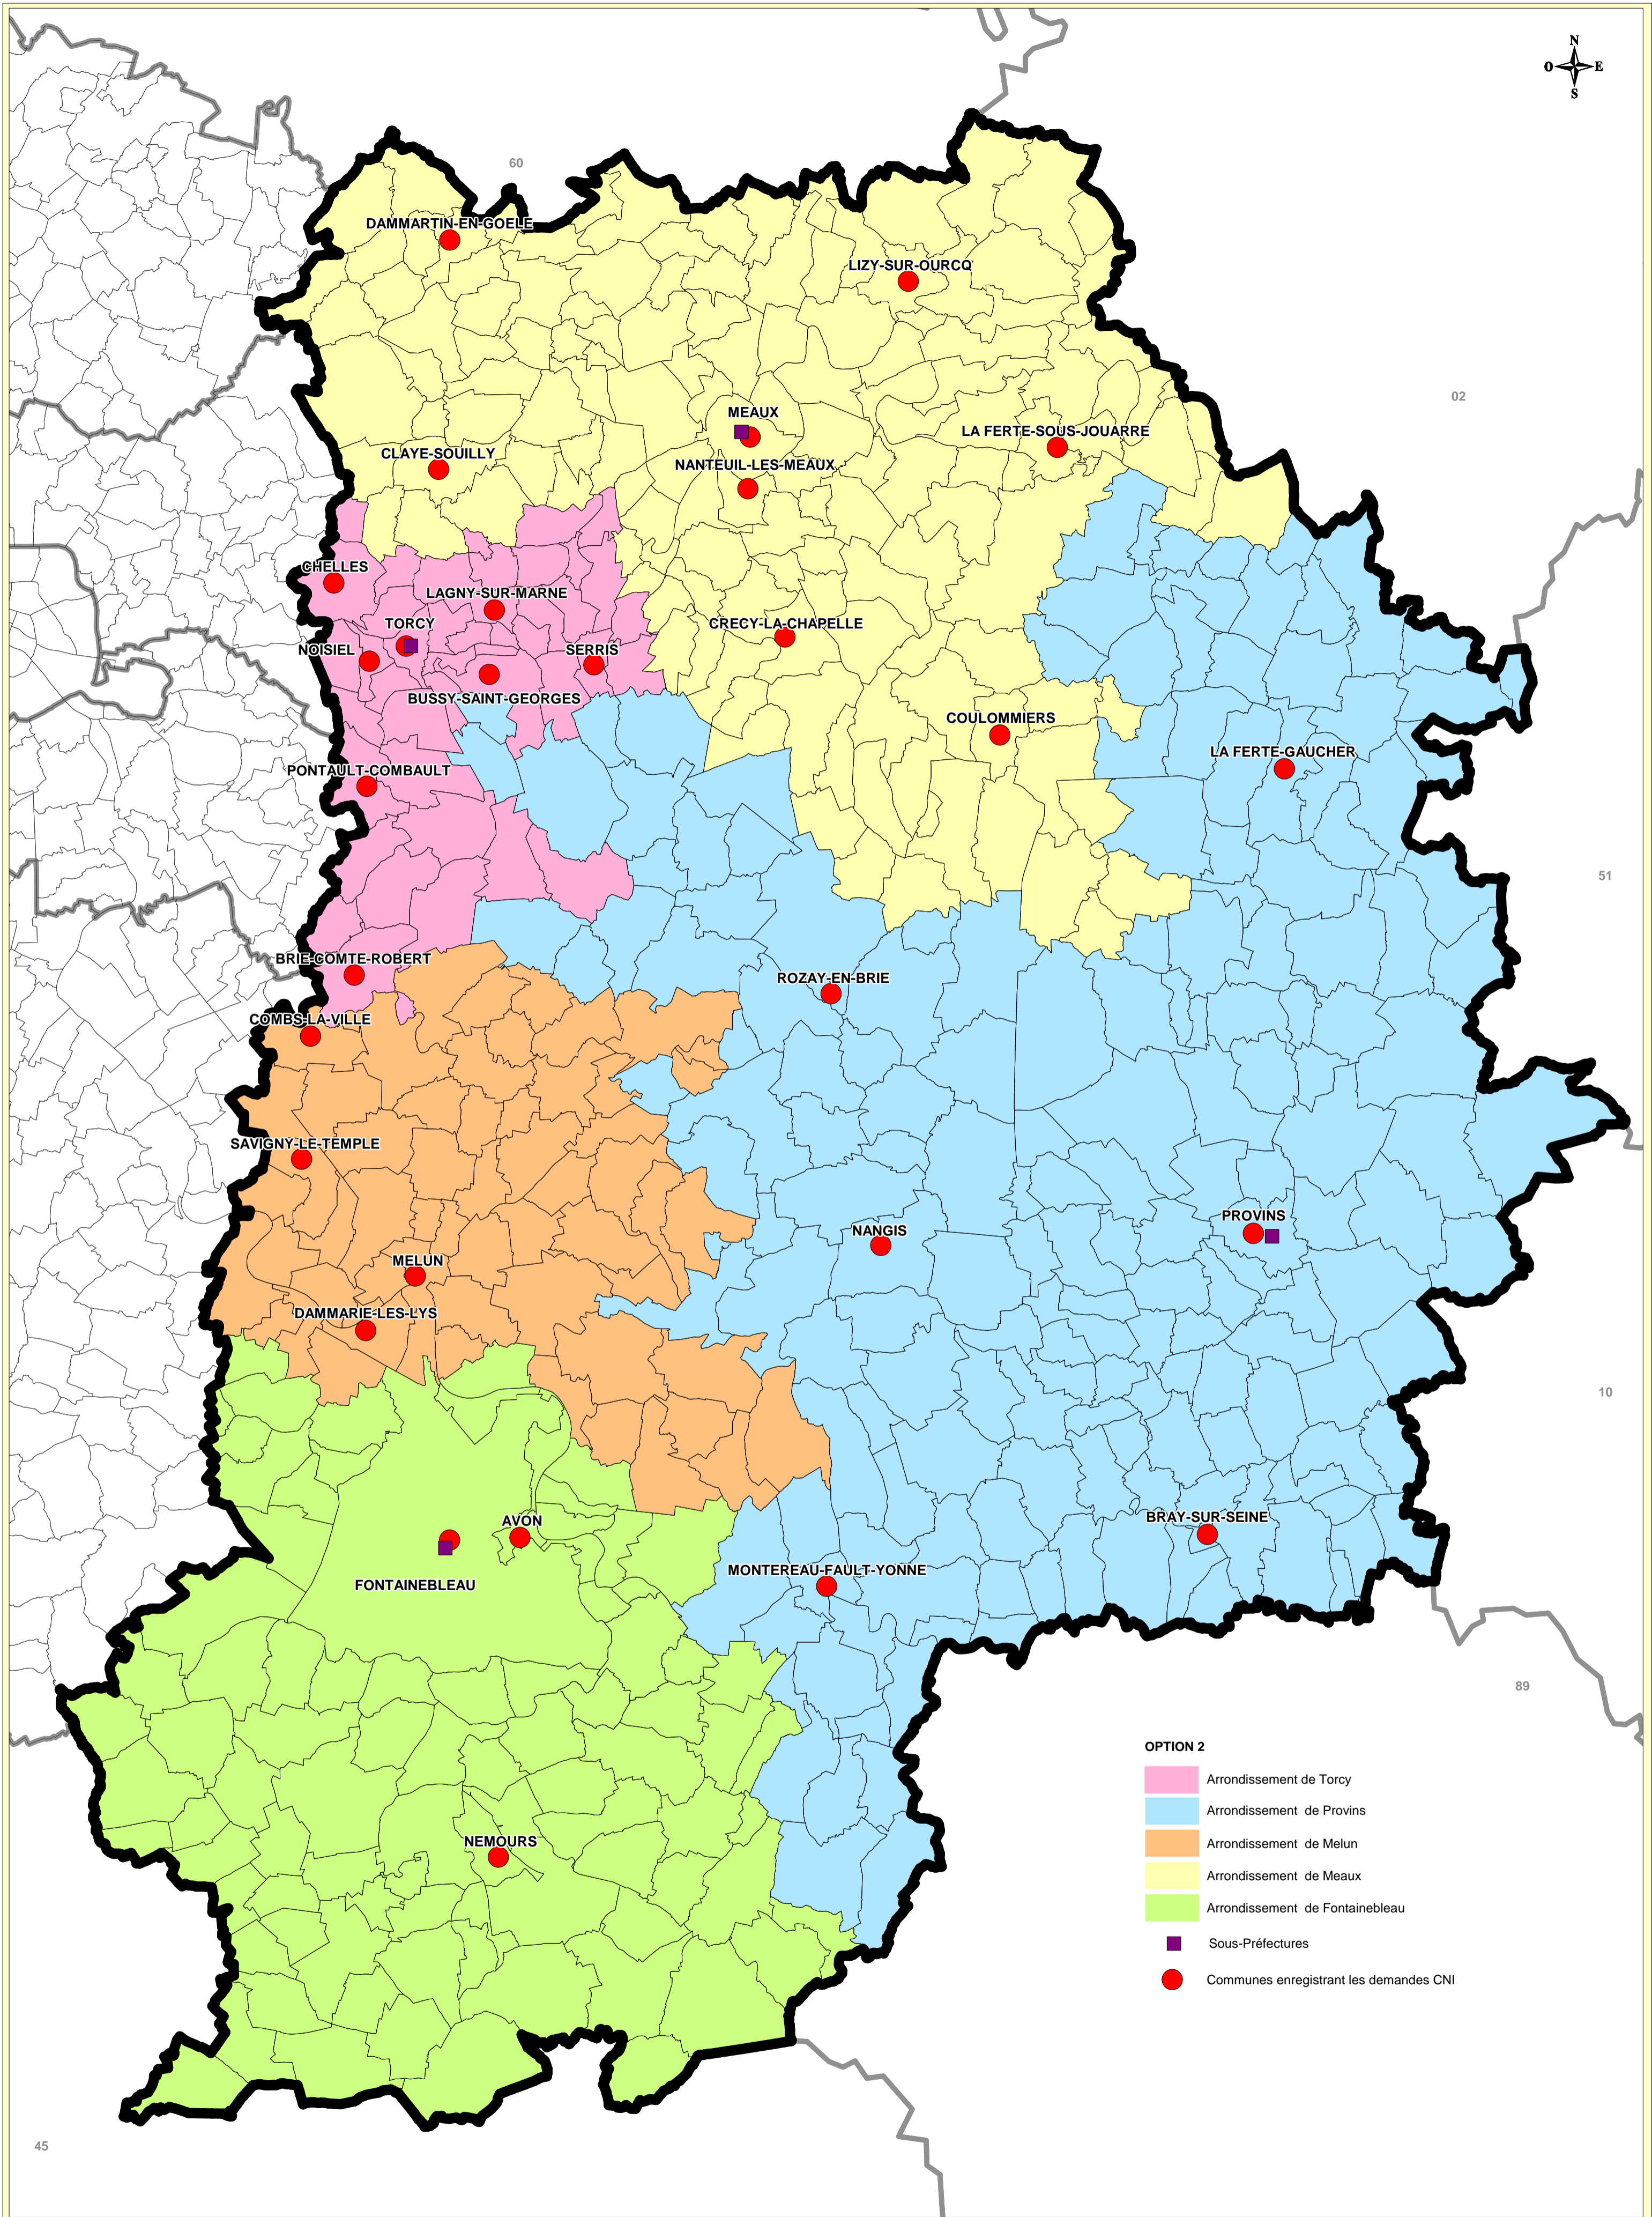 N
O E
S
60
DAMMARTIN-EN-GOELE
LIZY-SUR-OURCQ
02
MEAUX
LA FERTE-SOUS-JOUARRE
CLAYE-SOUILLY
NANTEUIL-LES-MEAUX
CHELLES
LAGNY-SUR-MARNE
TORCY
CRECY-LA-CHAPELLE
NOISIEL
SERRIS
BUSSY-SAINT-GEORGES
COULOMMIERS
LA FERTE-GAUCHER
PONTAULT-COMBAULT
51
BRIE-COMTE-ROBERT
ROZAY-EN-BRIE
COMBS-LA-VILLE
SAVIGNY-LE-TEMPLE
PROVINS
NANGIS
MELUN
DAMMARIE-LES-LYS
10
BRAY-SUR-SEINE
AVON
MONTEREAU-FAULT-YONNE
FONTAINEBLEAU
89
OPTION 2
Arrondissement de Torcy
Arrondissement de Provins
Arrondissement de Melun
NEMOURS
Arrondissement de Meaux
Arrondissement de Fontainebleau
Sous-Préfectures
Communes enregistrant les demandes CNI
45